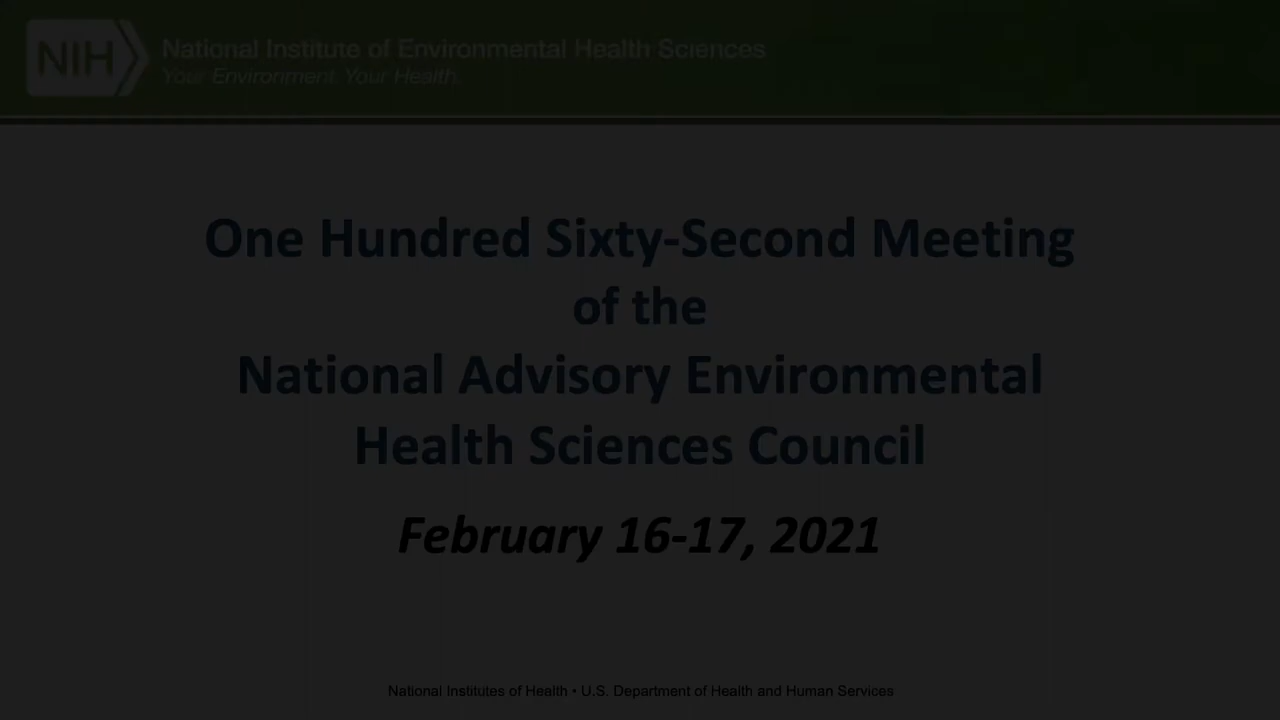 NIH
National Institute of Environmental Health Sciences
Your Environment. Your Health.
One Hundred Sixty-Second Meeting
of the
National Advisory Environmental
Health Sciences Council
February 16-17, 2021
National Institutes of Health • U.S. Department of Health and Human Services